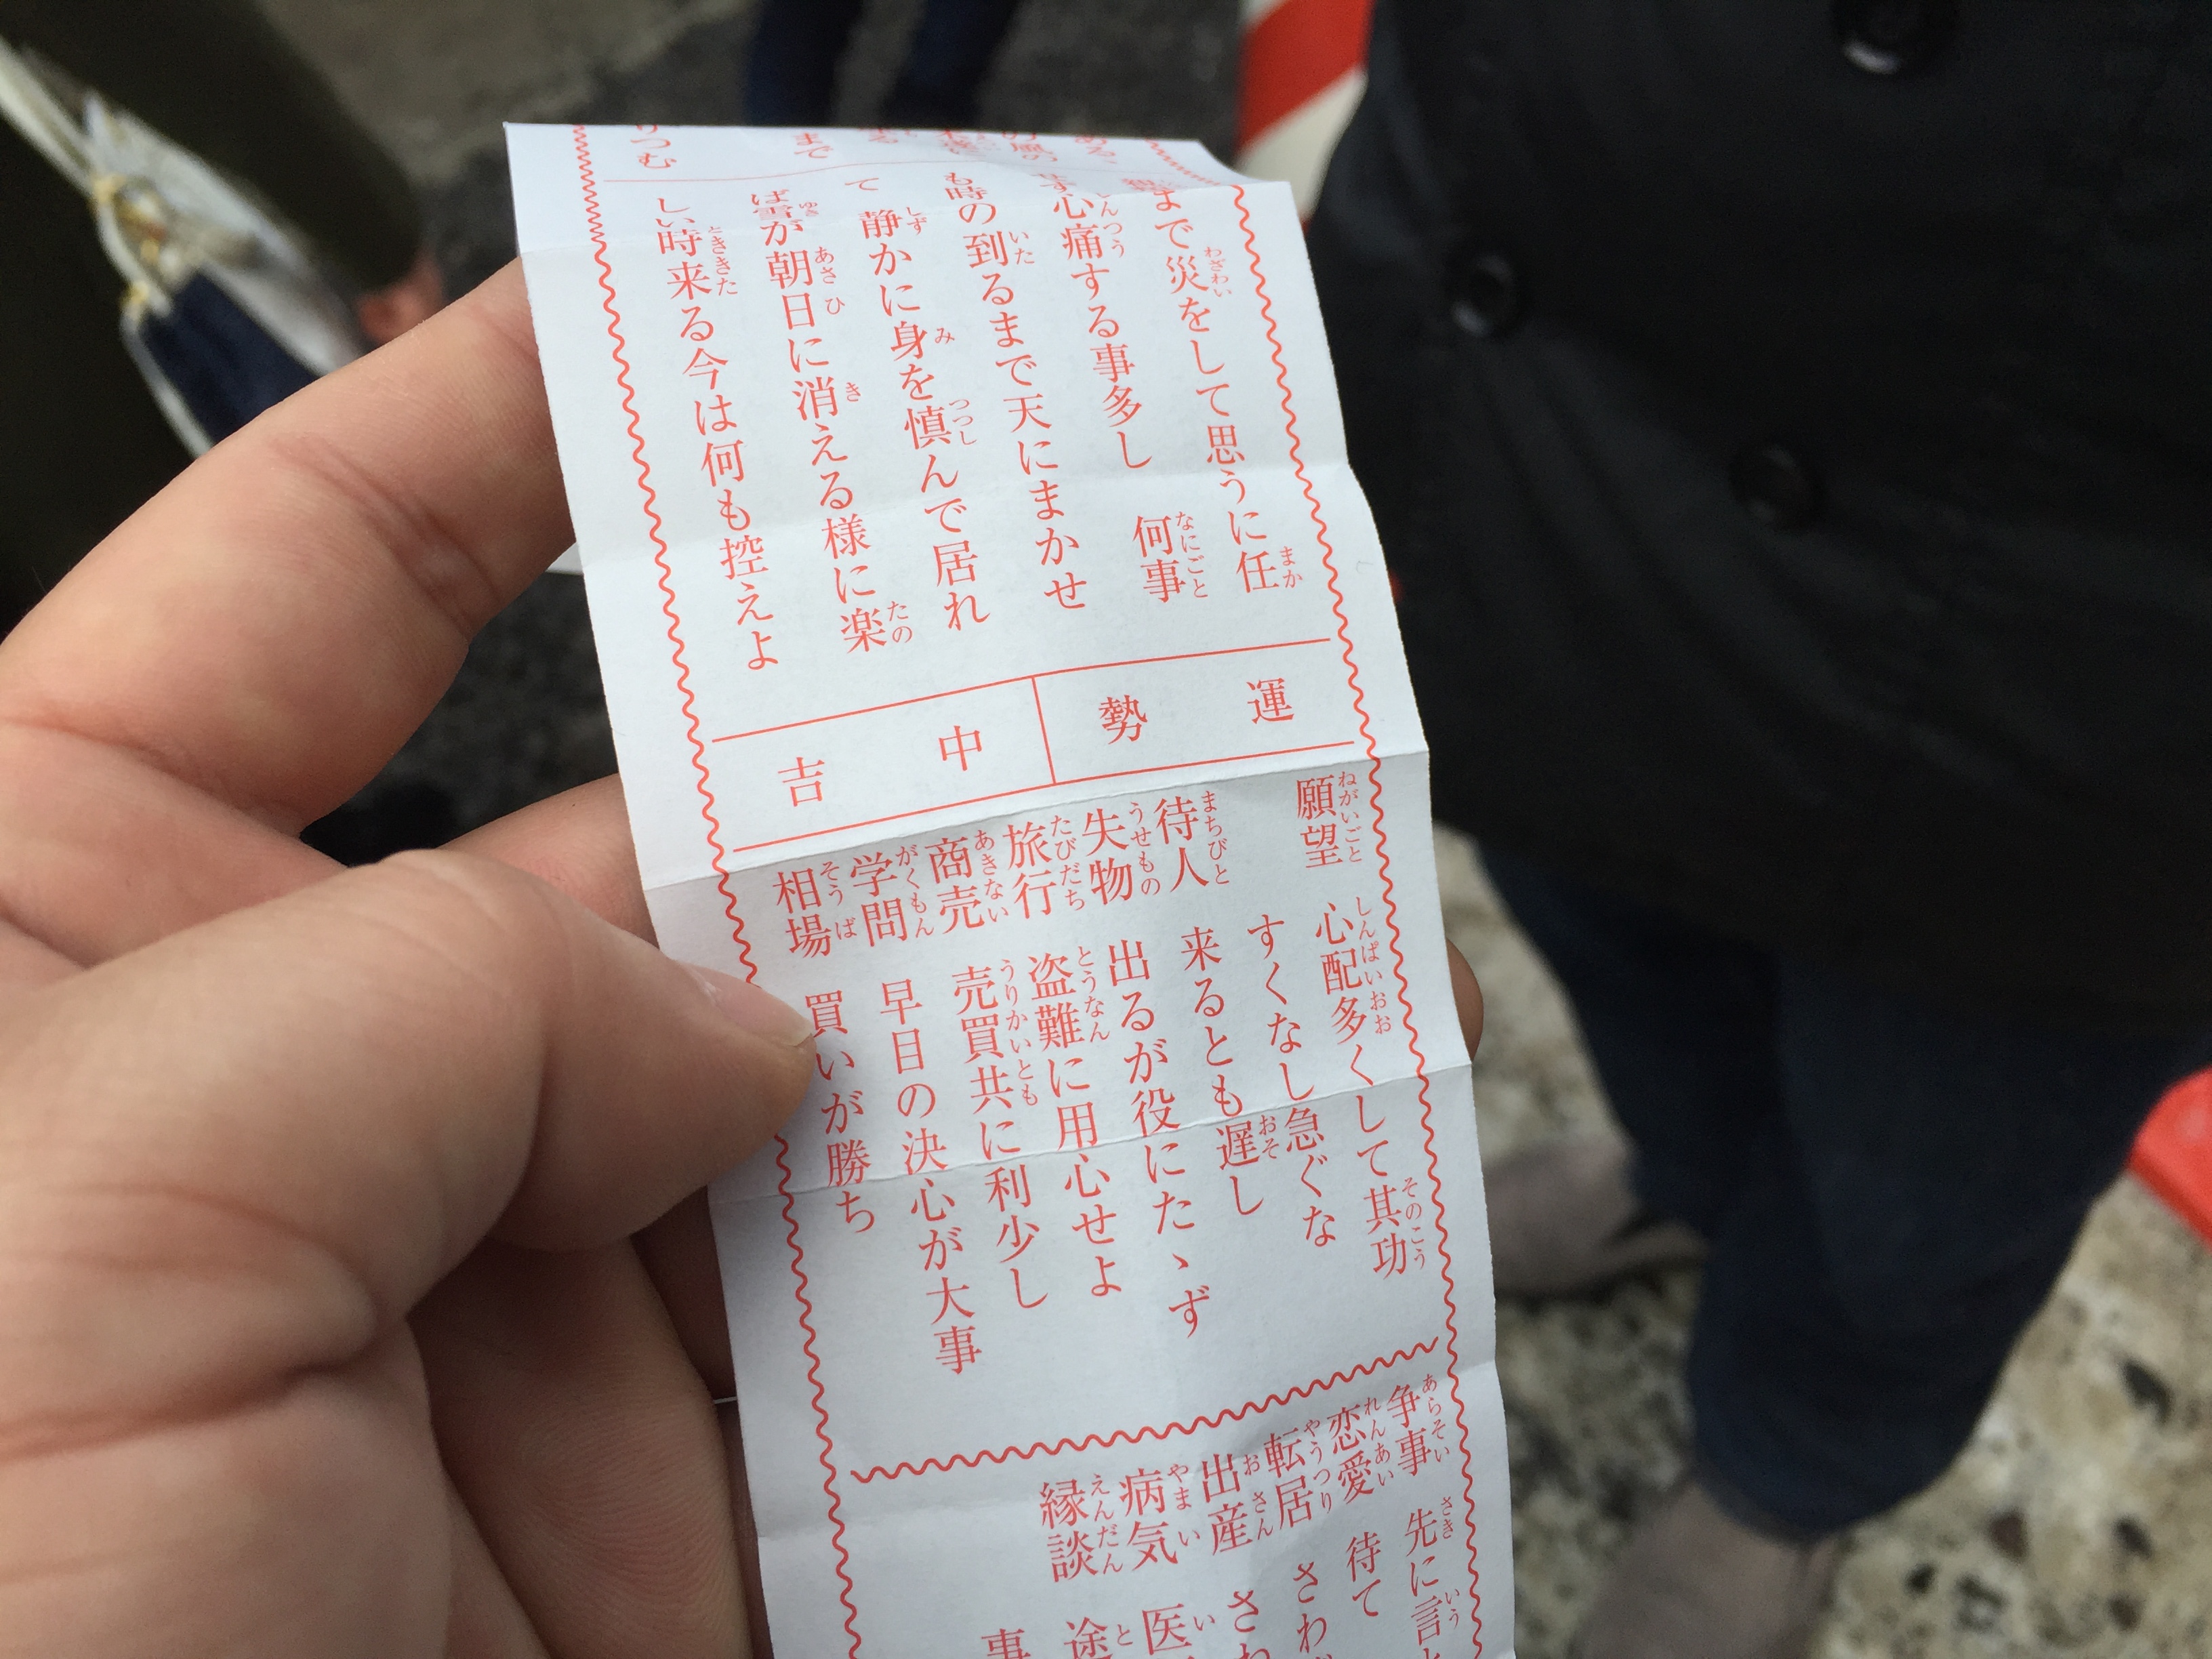 まで災をして思うに任
せず心痛する事多し 何事
も時の到るまで天にまかせ
て 静かに身を慎んで居れ
ば雪が朝日に消える様に楽
しい時来る今は何も控えよ
運勢 中吉
願望 心配多くして其功
すくなし急ぐな
待人 来るとも遅し
失物 出るが役にたゝず
旅行 盗難に用心せよ
商売 売買共に利少し
学問 早目の決心が大事
相場 買いが勝ち
争事 先に言
恋愛 待て
転居 さわ
出産 さわ
病気 医
縁談 途
事